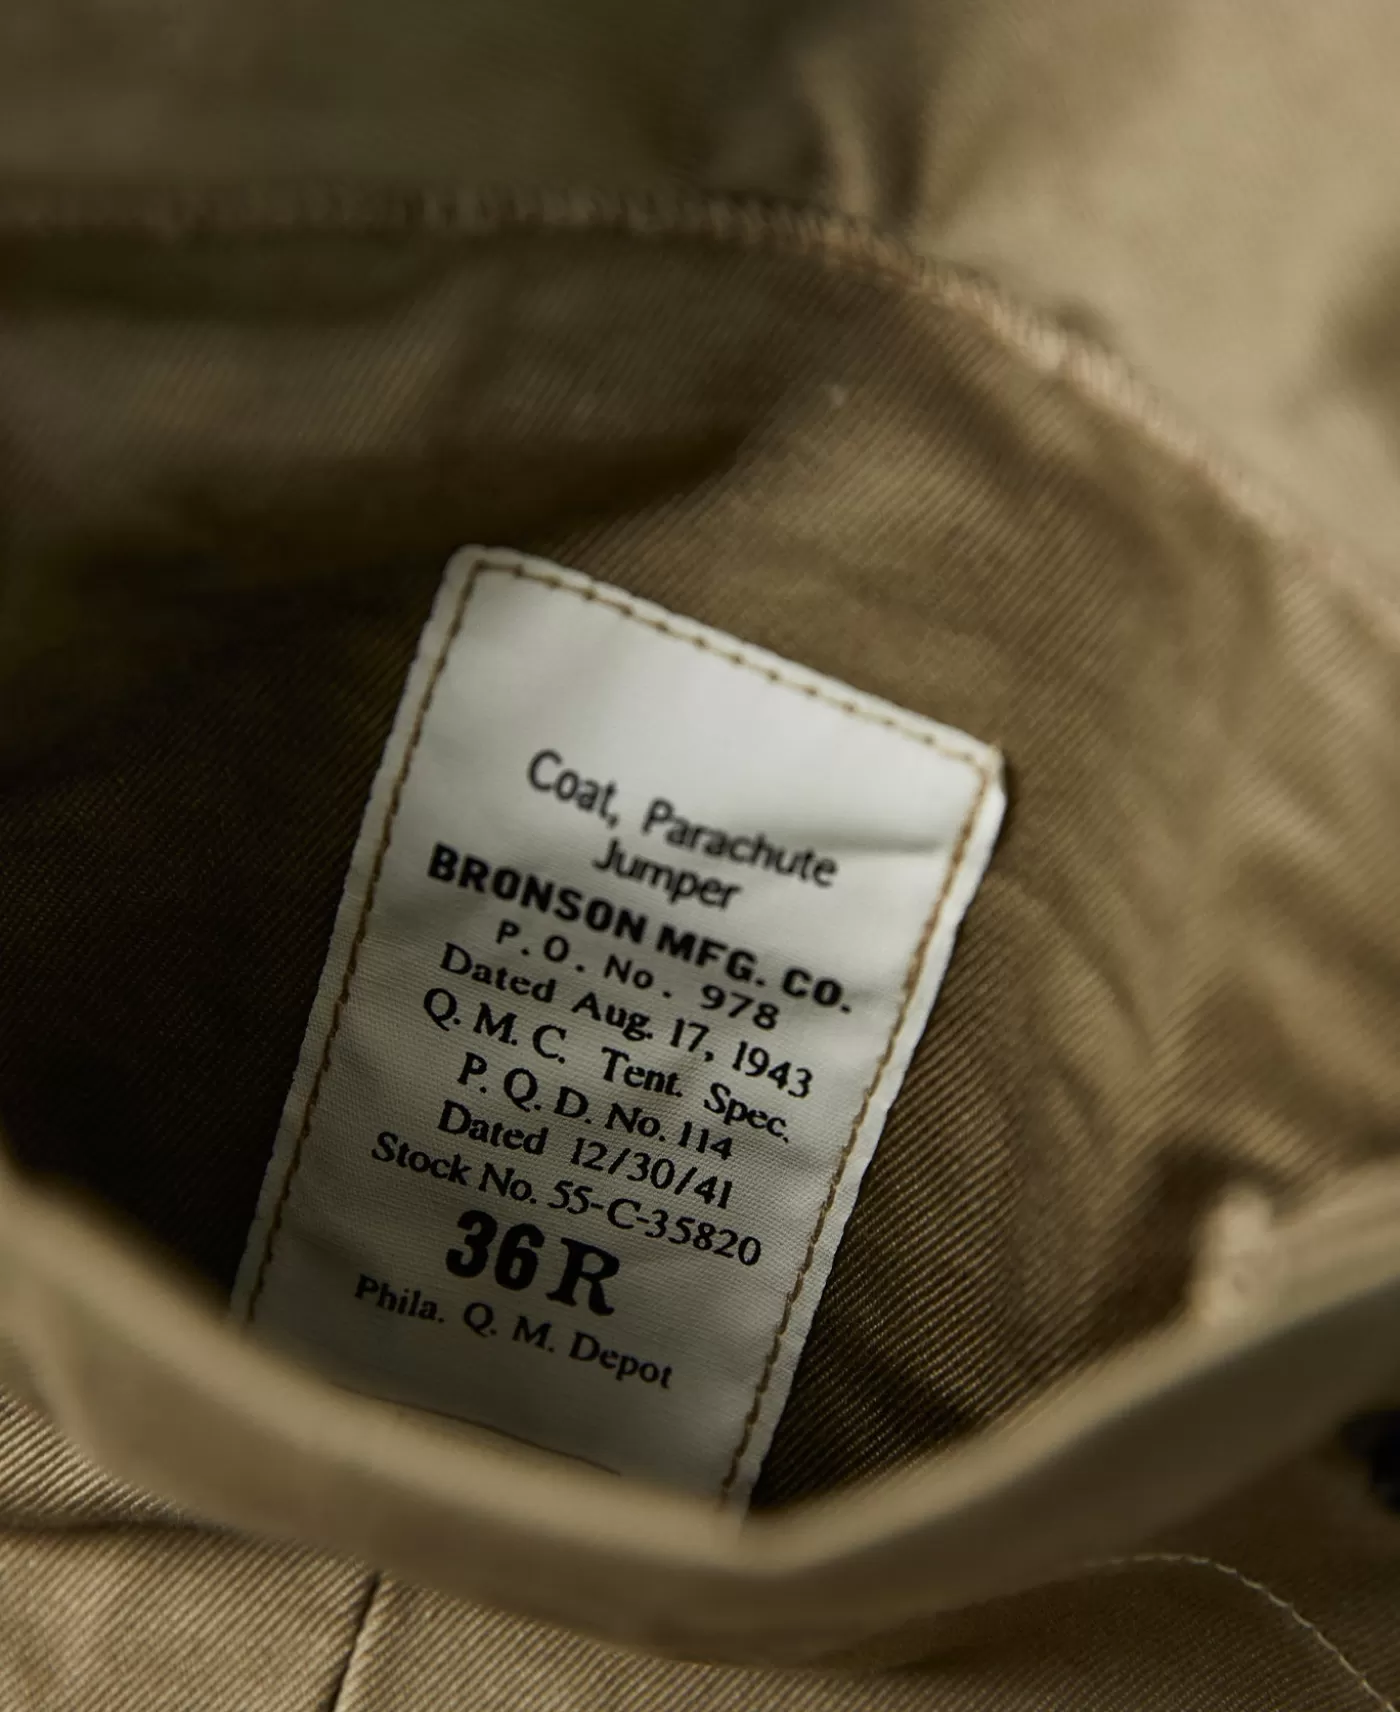 Coat, Parachute
Jumper
BRONSON MFG. CO.
P. O. No. 978
Dated Aug. 17, 1943
Q. M. C. Tent. Spec.
P. Q. D. No. 114
Dated 12/30/41
Stock No. 55-C-35820
36R
Phila. Q. M. Depot